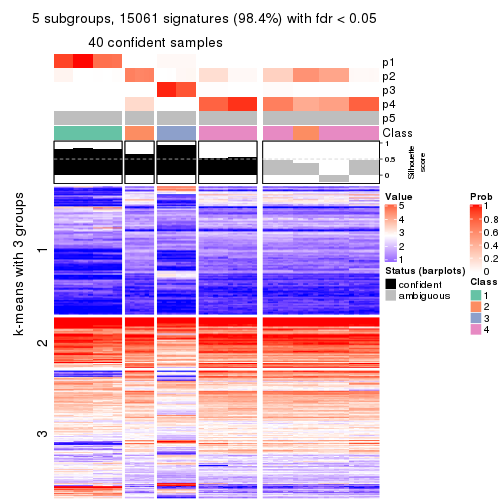 5 subgroups, 15061 signatures (98.4%) with fdr < 0.05
40 confident samples
p1
p2
p3
p4
p5
Class
1
0.5
0
Silhouette
score
k-means with 3 groups
1
2
3
Value
5
4
3
2
1
Status (barplots)
confident
ambiguous
Prob
1
0.8
0.6
0.4
0.2
0
Class
1
2
3
4